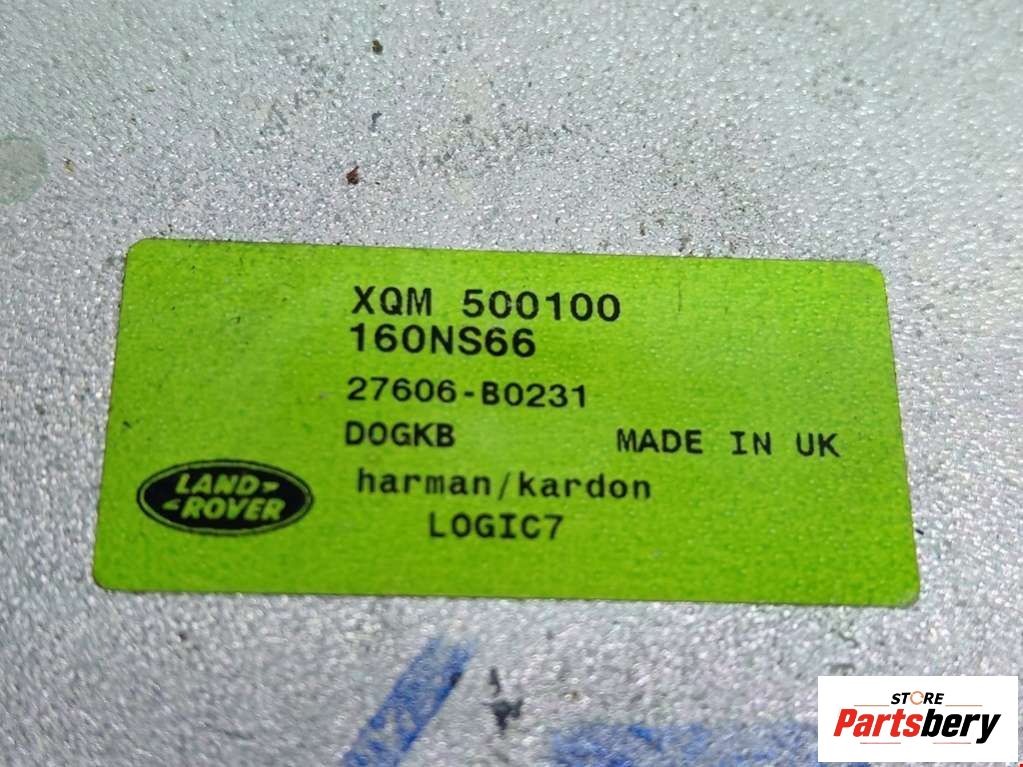 XQM 500100
160NS66
27606-B0231
DOGKB MADE IN UK
harman/kardon
LOGIC7
LAND-
-ROVER
STORE
Partsbery